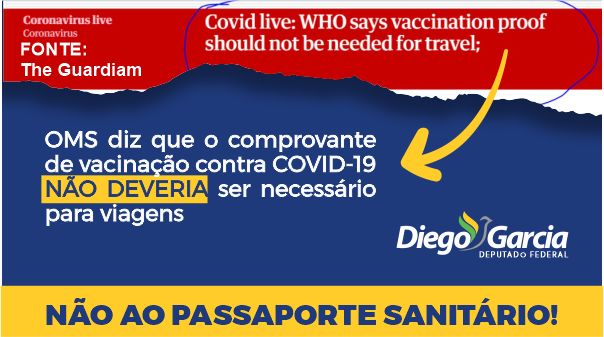 Coronavirus live
Coronavirus
FONTE:
The Guardiam
Covid live: WHO says vaccination proof
should not be needed for travel;
OMS diz que o comprovante
de vacinação contra COVID-19
NÃO DEVERIA ser necessário
para viagens
Diego Garcia
DEPUTADO FEDERAL
NÃO AO PASSAPORTE SANITÁRIO!